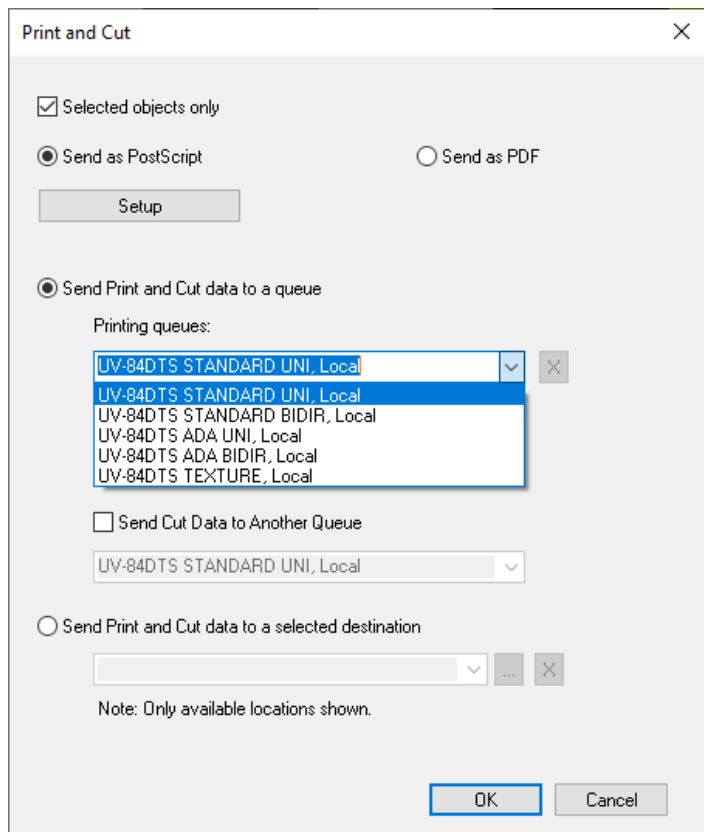 Print and Cut
Selected objects only
Send as PostScript
Send as PDF
Setup
Send Print and Cut data to a queue
Printing queues:
UV-84DTS STANDARD UNI, Local
UV-84DTS STANDARD UNI, Local
UV-84DTS STANDARD BIDIR, Local
UV-84DTS ADA UNI, Local
UV-84DTS ADA BIDIR, Local
UV-84DTS TEXTURE, Local
Send Cut Data to Another Queue
UV-84DTS STANDARD UNI, Local
Send Print and Cut data to a selected destination
...
Note: Only available locations shown.
OK
Cancel